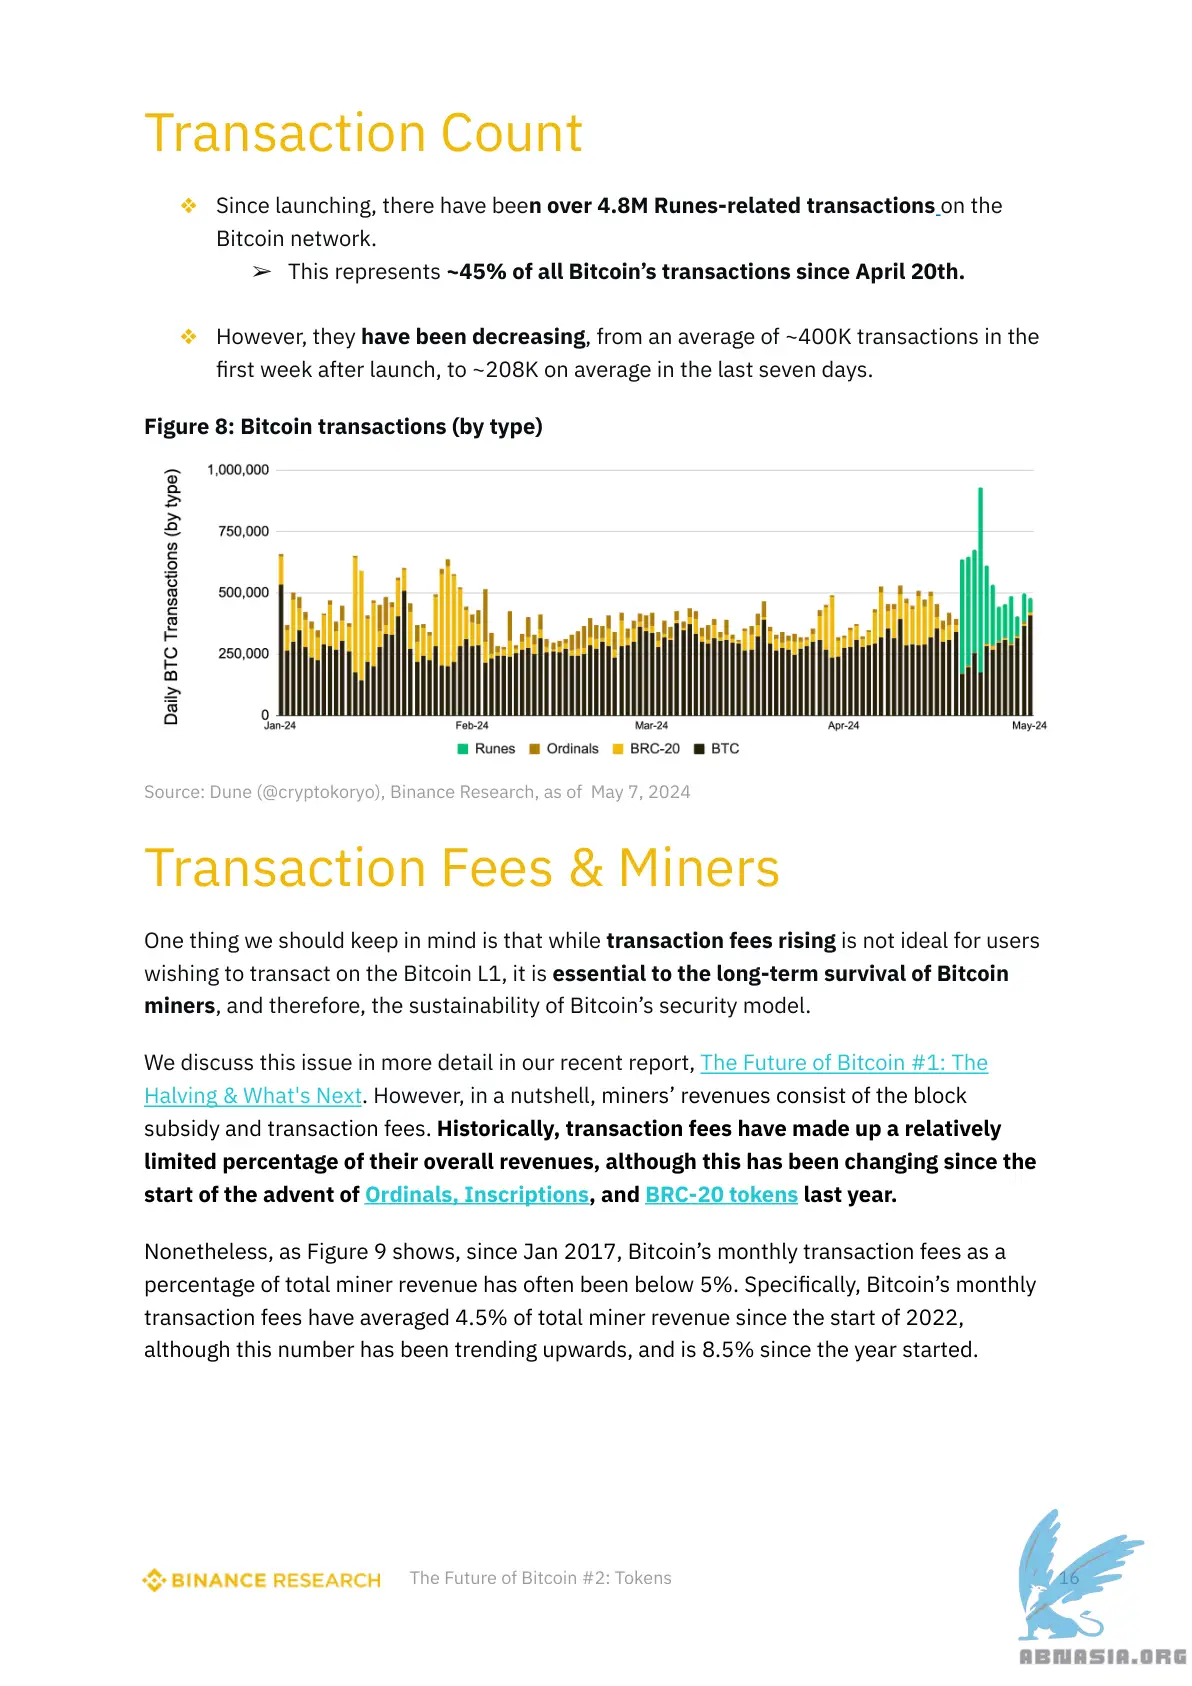 Transaction Count
❖ Since launching, there have been over 4.8M Runes-related transactions on the
Bitcoin network.
➢ This represents ~45% of all Bitcoin’s transactions since April 20th.
❖ However, they have been decreasing, from an average of ~400K transactions in the
first week after launch, to ~208K on average in the last seven days.
Figure 8: Bitcoin transactions (by type)
Daily BTC Transactions (by type)
1,000,000
750,000
500,000
250,000
0
Jan-24 Feb-24 Mar-24 Apr-24 May-24
Runes Ordinals BRC-20 BTC
Source: Dune (@cryptokoryo), Binance Research, as of May 7, 2024
Transaction Fees & Miners
One thing we should keep in mind is that while transaction fees rising is not ideal for users
wishing to transact on the Bitcoin L1, it is essential to the long-term survival of Bitcoin
miners, and therefore, the sustainability of Bitcoin’s security model.
We discuss this issue in more detail in our recent report, The Future of Bitcoin #1: The
Halving & What's Next. However, in a nutshell, miners’ revenues consist of the block
subsidy and transaction fees. Historically, transaction fees have made up a relatively
limited percentage of their overall revenues, although this has been changing since the
start of the advent of Ordinals, Inscriptions, and BRC-20 tokens last year.
Nonetheless, as Figure 9 shows, since Jan 2017, Bitcoin’s monthly transaction fees as a
percentage of total miner revenue has often been below 5%. Specifically, Bitcoin’s monthly
transaction fees have averaged 4.5% of total miner revenue since the start of 2022,
although this number has been trending upwards, and is 8.5% since the year started.
BINANCE RESEARCH The Future of Bitcoin #2: Tokens 16
ABNASIA.ORG